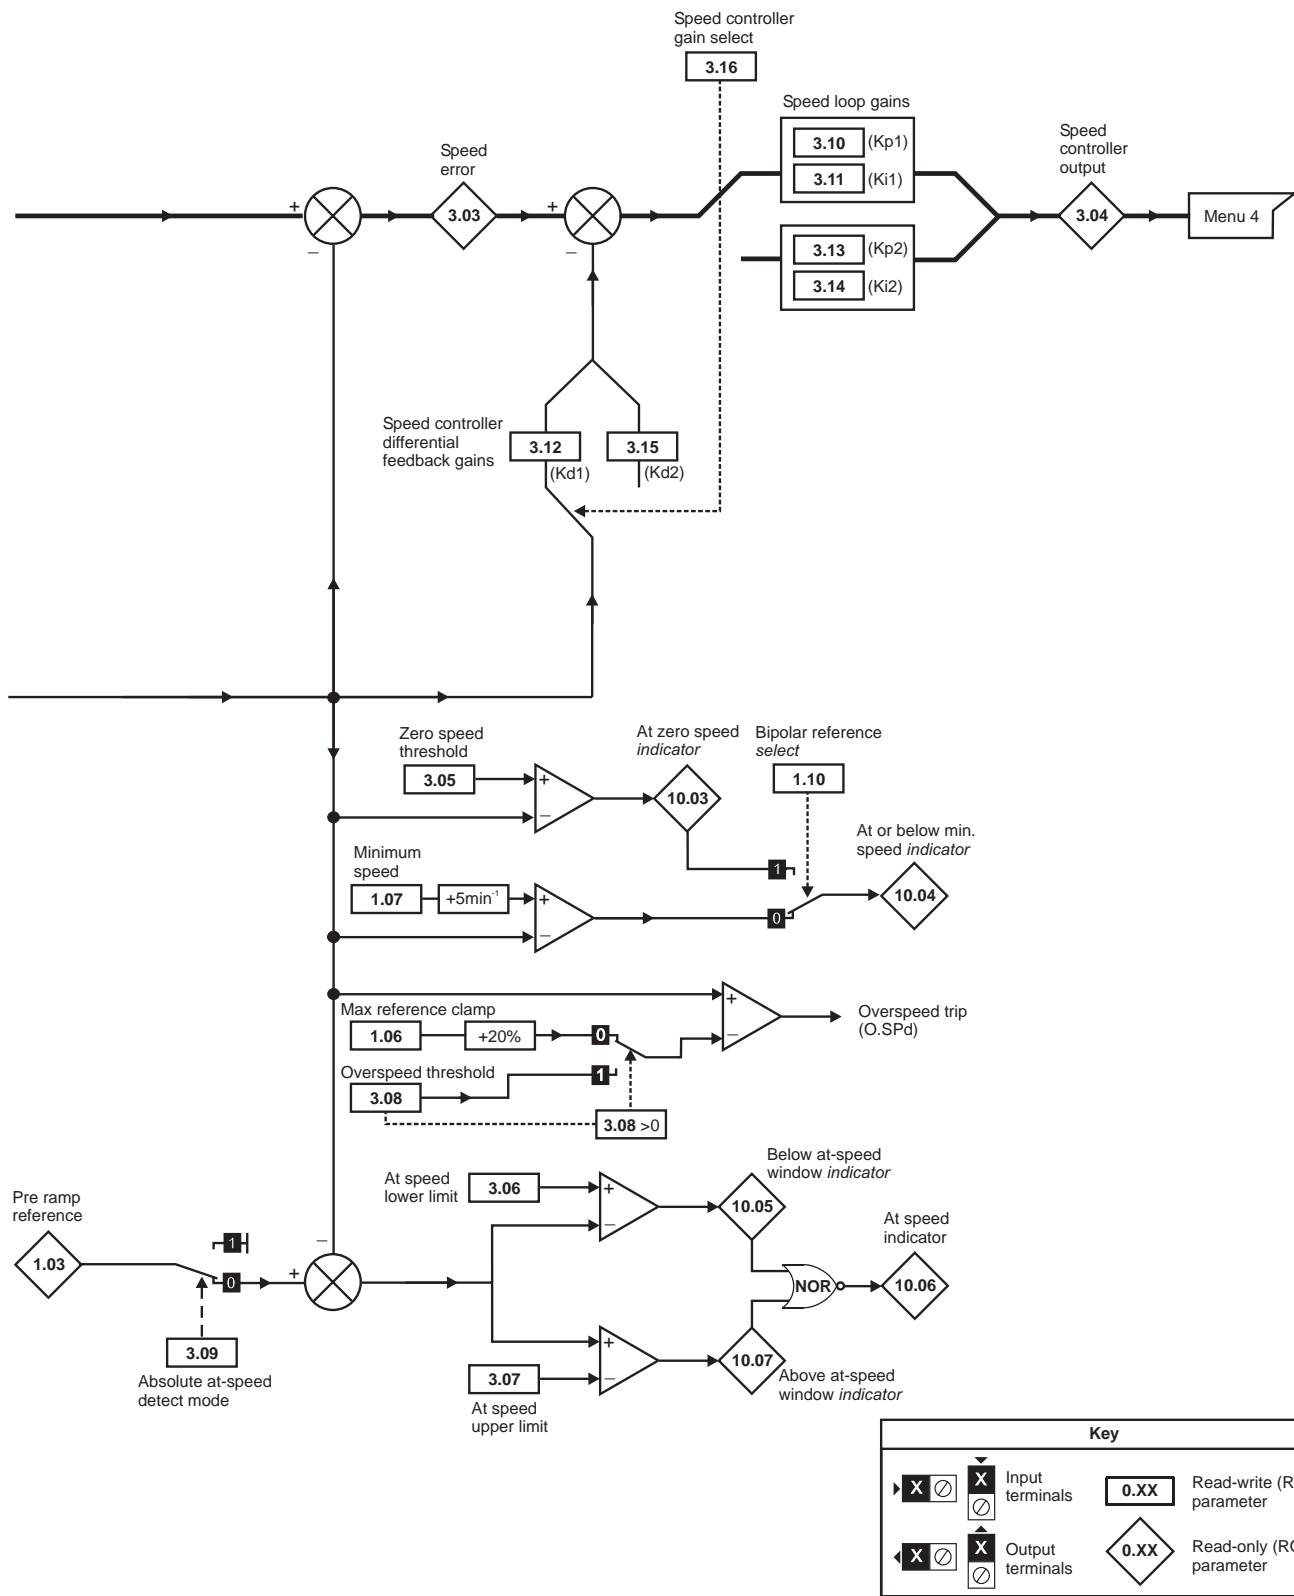 Speed controller
gain select
3.16
Speed loop gains
3.10 (Kp1)
3.11 (Ki1)
Speed
error
3.03
+
−
+
−
3.13 (Kp2)
3.14 (Ki2)
Speed
controller
output
3.04
Menu 4
Speed controller
differential
feedback gains
3.12
(Kd1)
3.15
(Kd2)
Zero speed
threshold
3.05
+
−
At zero speed
indicator
10.03
Bipolar reference
select
1.10
1
0
At or below min.
speed indicator
10.04
Minimum
speed
1.07
+5min⁻¹
+
−
Max reference clamp
1.06
+20%
0
1
+
−
Overspeed trip
(O.SPd)
Overspeed threshold
3.08
3.08 >0
Pre ramp
reference
1.03
1
0
3.09
Absolute at-speed
detect mode
−
+
At speed
lower limit
3.06
+
−
Below at-speed
window indicator
10.05
NOR
At speed
indicator
10.06
3.07
At speed
upper limit
+
−
10.07
Above at-speed
window indicator
Key
X
X
Input
terminals
0.XX
Read-write (R
parameter
X
X
Output
terminals
0.XX
Read-only (RO
parameter